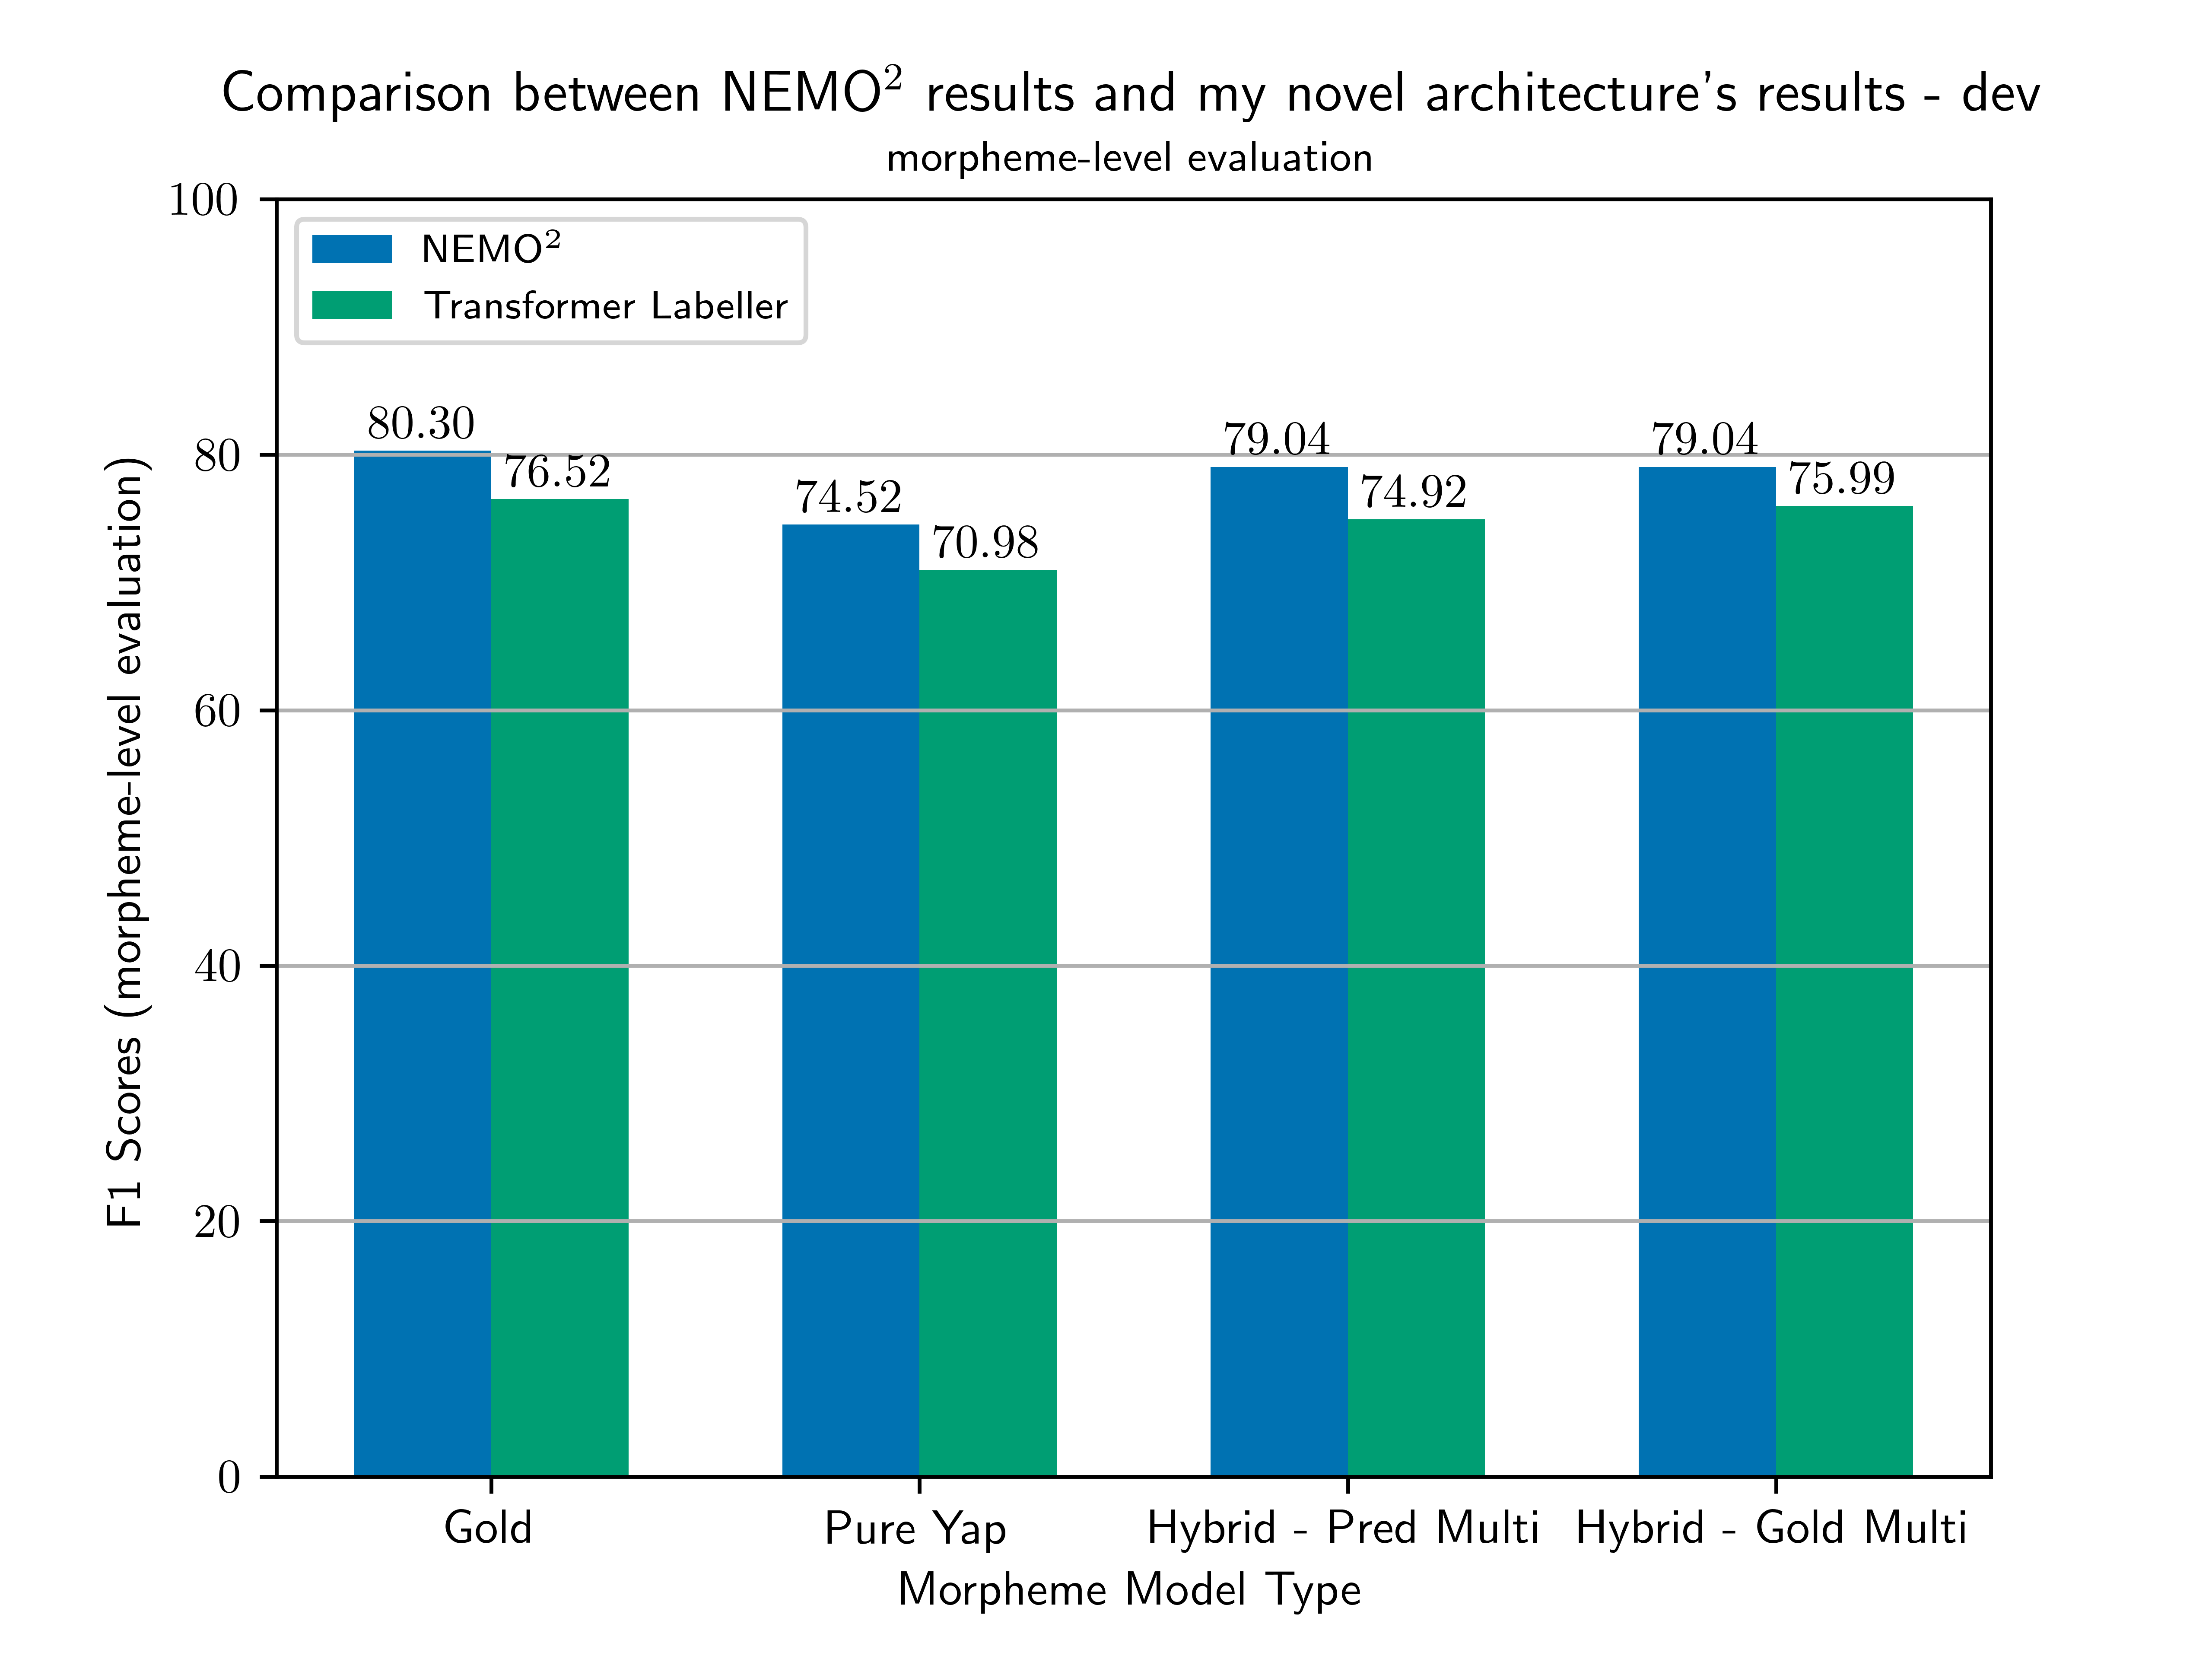 Comparison between NEMO² results and my novel architecture's results - dev
morpheme-level evaluation
NEMO²
Transformer Labeller
F1 Scores (morpheme-level evaluation)
100
80
60
40
20
0
80.30
76.52
74.52
70.98
79.04
74.92
79.04
75.99
Gold
Pure Yap
Hybrid - Pred Multi
Hybrid - Gold Multi
Morpheme Model Type